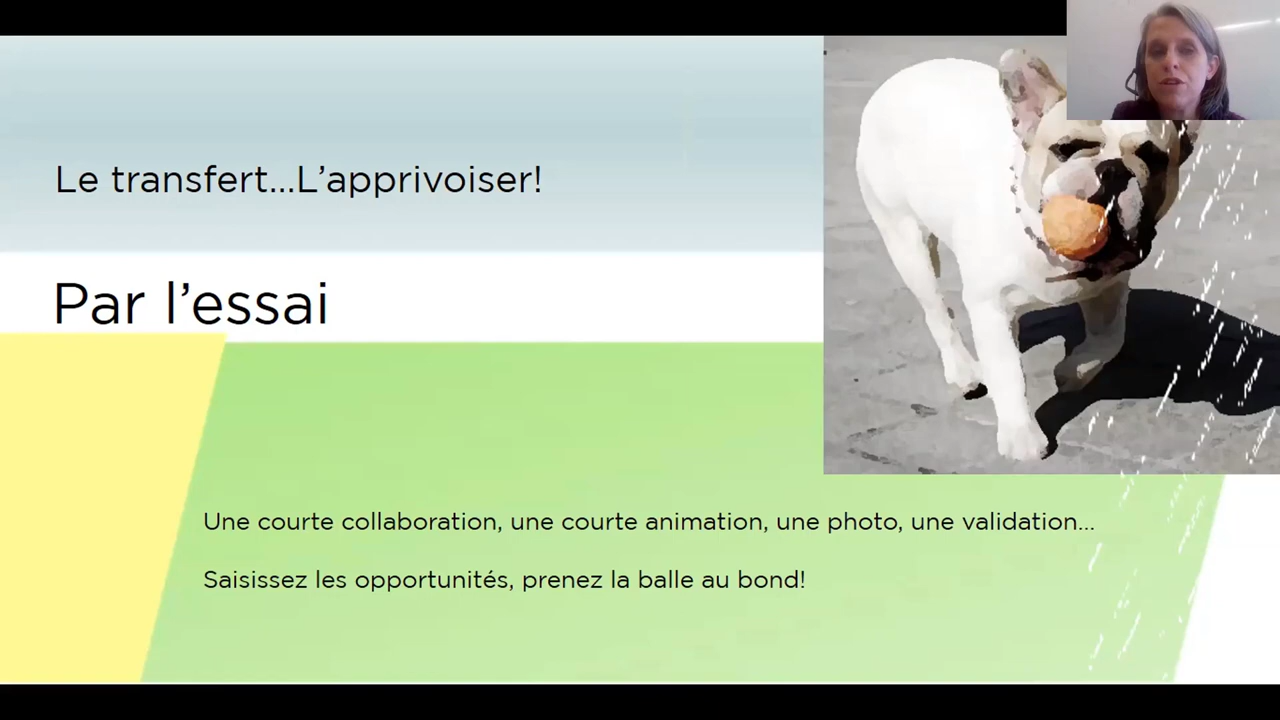 Le transfert...L’apprivoiser!
Par l’essai
Une courte collaboration, une courte animation, une photo, une validation...
Saisissez les opportunités, prenez la balle au bond!